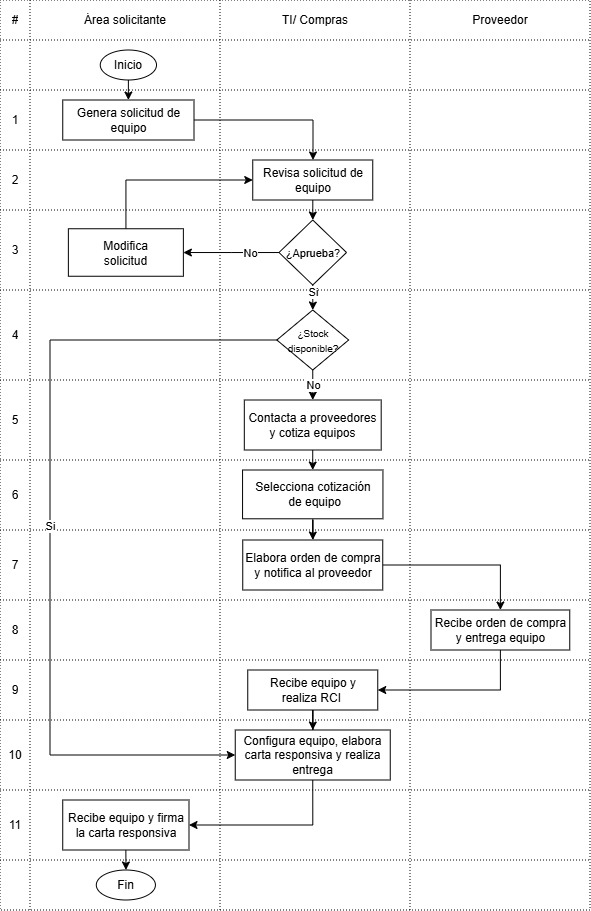 # Área solicitante TI/ Compras Proveedor
Inicio
1
Genera solicitud de
equipo
2
Revisa solicitud de
equipo
3
Modifica
solicitud
No
¿Aprueba?
Sí
4
¿Stock
disponible?
No
5
Contacta a proveedores
y cotiza equipos
6
Selecciona cotización
de equipo
Si
7
Elabora orden de compra
y notifica al proveedor
8
Recibe orden de compra
y entrega equipo
9
Recibe equipo y
realiza RCI
10
Configura equipo, elabora
carta responsiva y realiza
entrega
11
Recibe equipo y firma
la carta responsiva
Fin